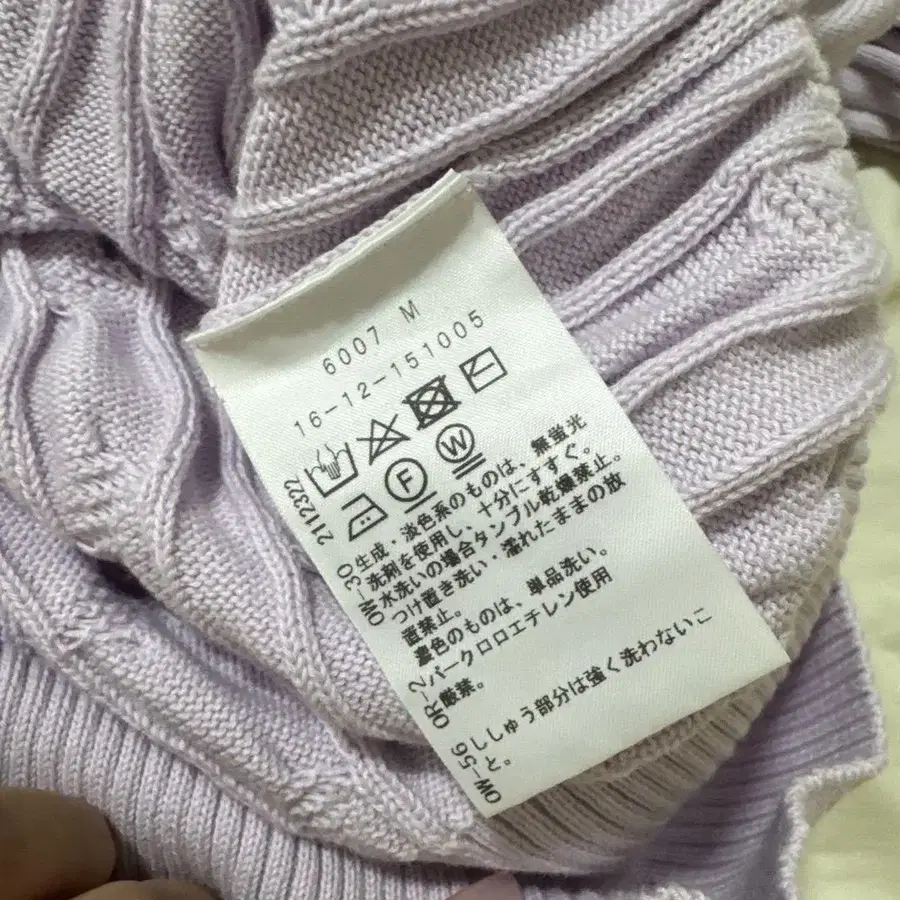 6007 M
16-12-151005
2112322
F W
OW-30生成・淡色系のものは、無蛍光
洗剤を使用し、十分にすすぐ。
水洗いの場合タンブル乾燥禁止。
つけ置き洗い・濡れたままの放
置禁止。
濃色のものは、単品洗い。
OR-2パークロロエチレン使用
厳禁。
OW-56ししゅう部分は強く洗わないこ
と。